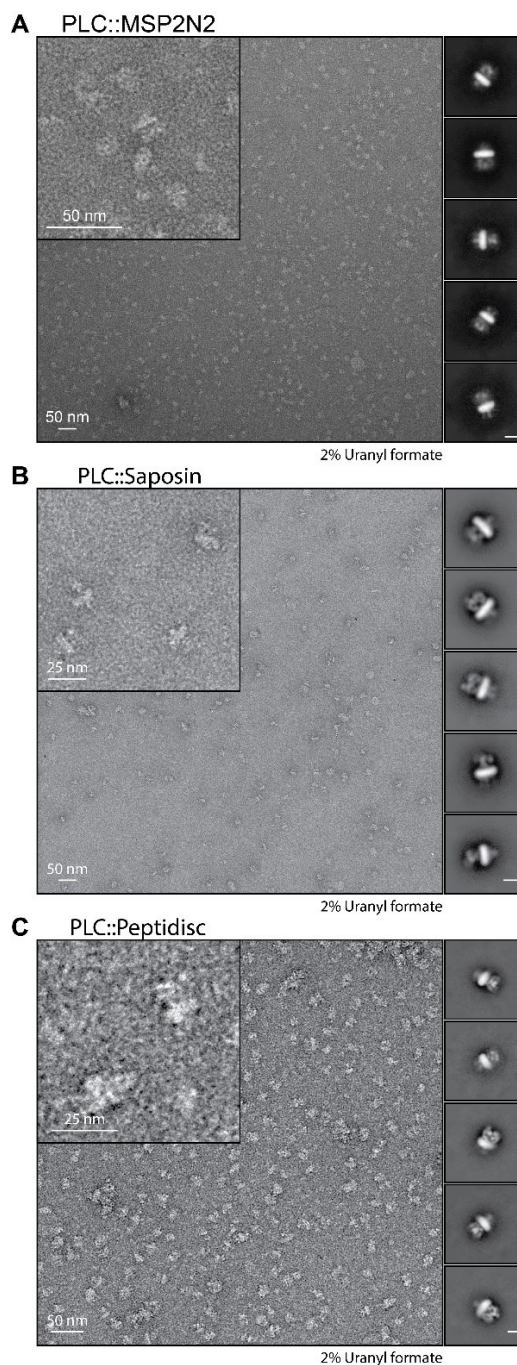 A PLC::MSP2N2
50 nm
50 nm
2% Uranyl formate
B PLC::Saposin
25 nm
50 nm
2% Uranyl formate
C PLC::Peptidisc
25 nm
50 nm
2% Uranyl formate